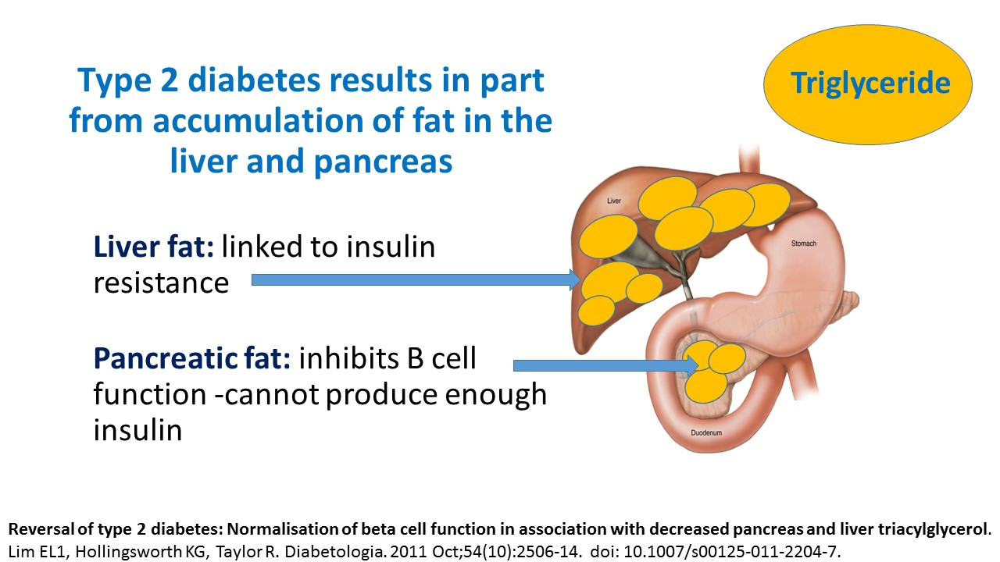 Type 2 diabetes results in part
from accumulation of fat in the
liver and pancreas
Triglyceride
Liver
Stomach
Liver fat: linked to insulin
resistance
Pancreatic fat: inhibits B cell
function -cannot produce enough
insulin
Duodenum
Reversal of type 2 diabetes: Normalisation of beta cell function in association with decreased pancreas and liver triacylglycerol.
Lim EL1, Hollingsworth KG, Taylor R. Diabetologia. 2011 Oct;54(10):2506-14. doi: 10.1007/s00125-011-2204-7.